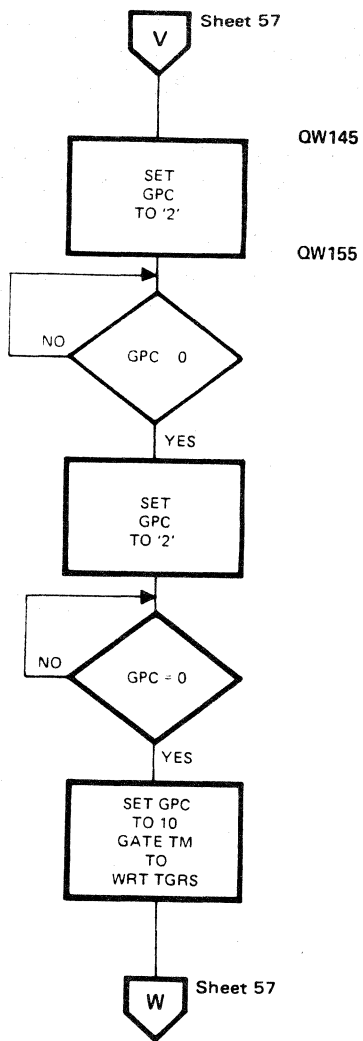 V
Sheet 57
QW145
SET
GPC
TO '2'
QW155
GPC 0
NO
YES
SET
GPC
TO '2'
GPC = 0
NO
YES
SET GPC
TO 10
GATE TM
TO
WRT TGRS
W
Sheet 57